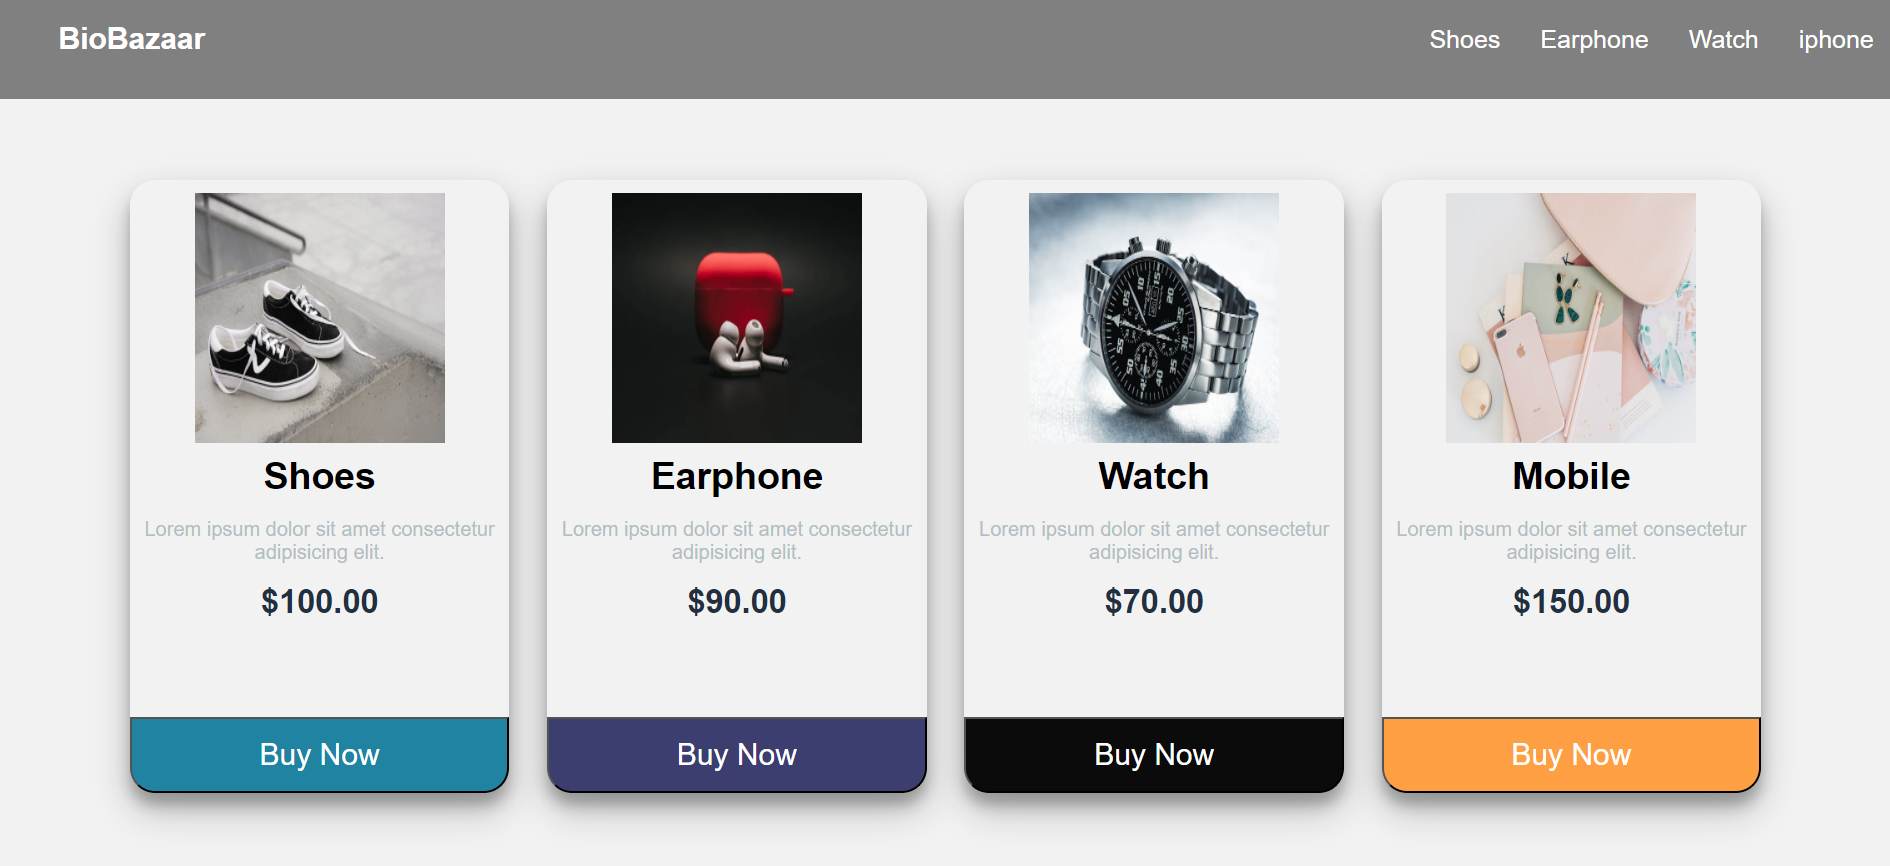 BioBazaar
Shoes Earphone Watch iphone
Shoes
Lorem ipsum dolor sit amet consectetur
adipisicing elit.
$100.00
Buy Now
Earphone
Lorem ipsum dolor sit amet consectetur
adipisicing elit.
$90.00
Buy Now
Watch
Lorem ipsum dolor sit amet consectetur
adipisicing elit.
$70.00
Buy Now
Mobile
Lorem ipsum dolor sit amet consectetur
adipisicing elit.
$150.00
Buy Now